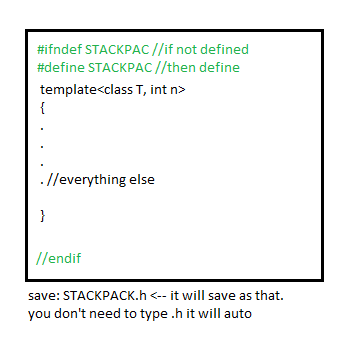 #ifndef STACKPAC //if not defined
#define STACKPAC //then define
template<class T, int n>
{
.
.
.
. //everything else
}
//endif
save: STACKPACK.h <-- it will save as that.
you don't need to type .h it will auto